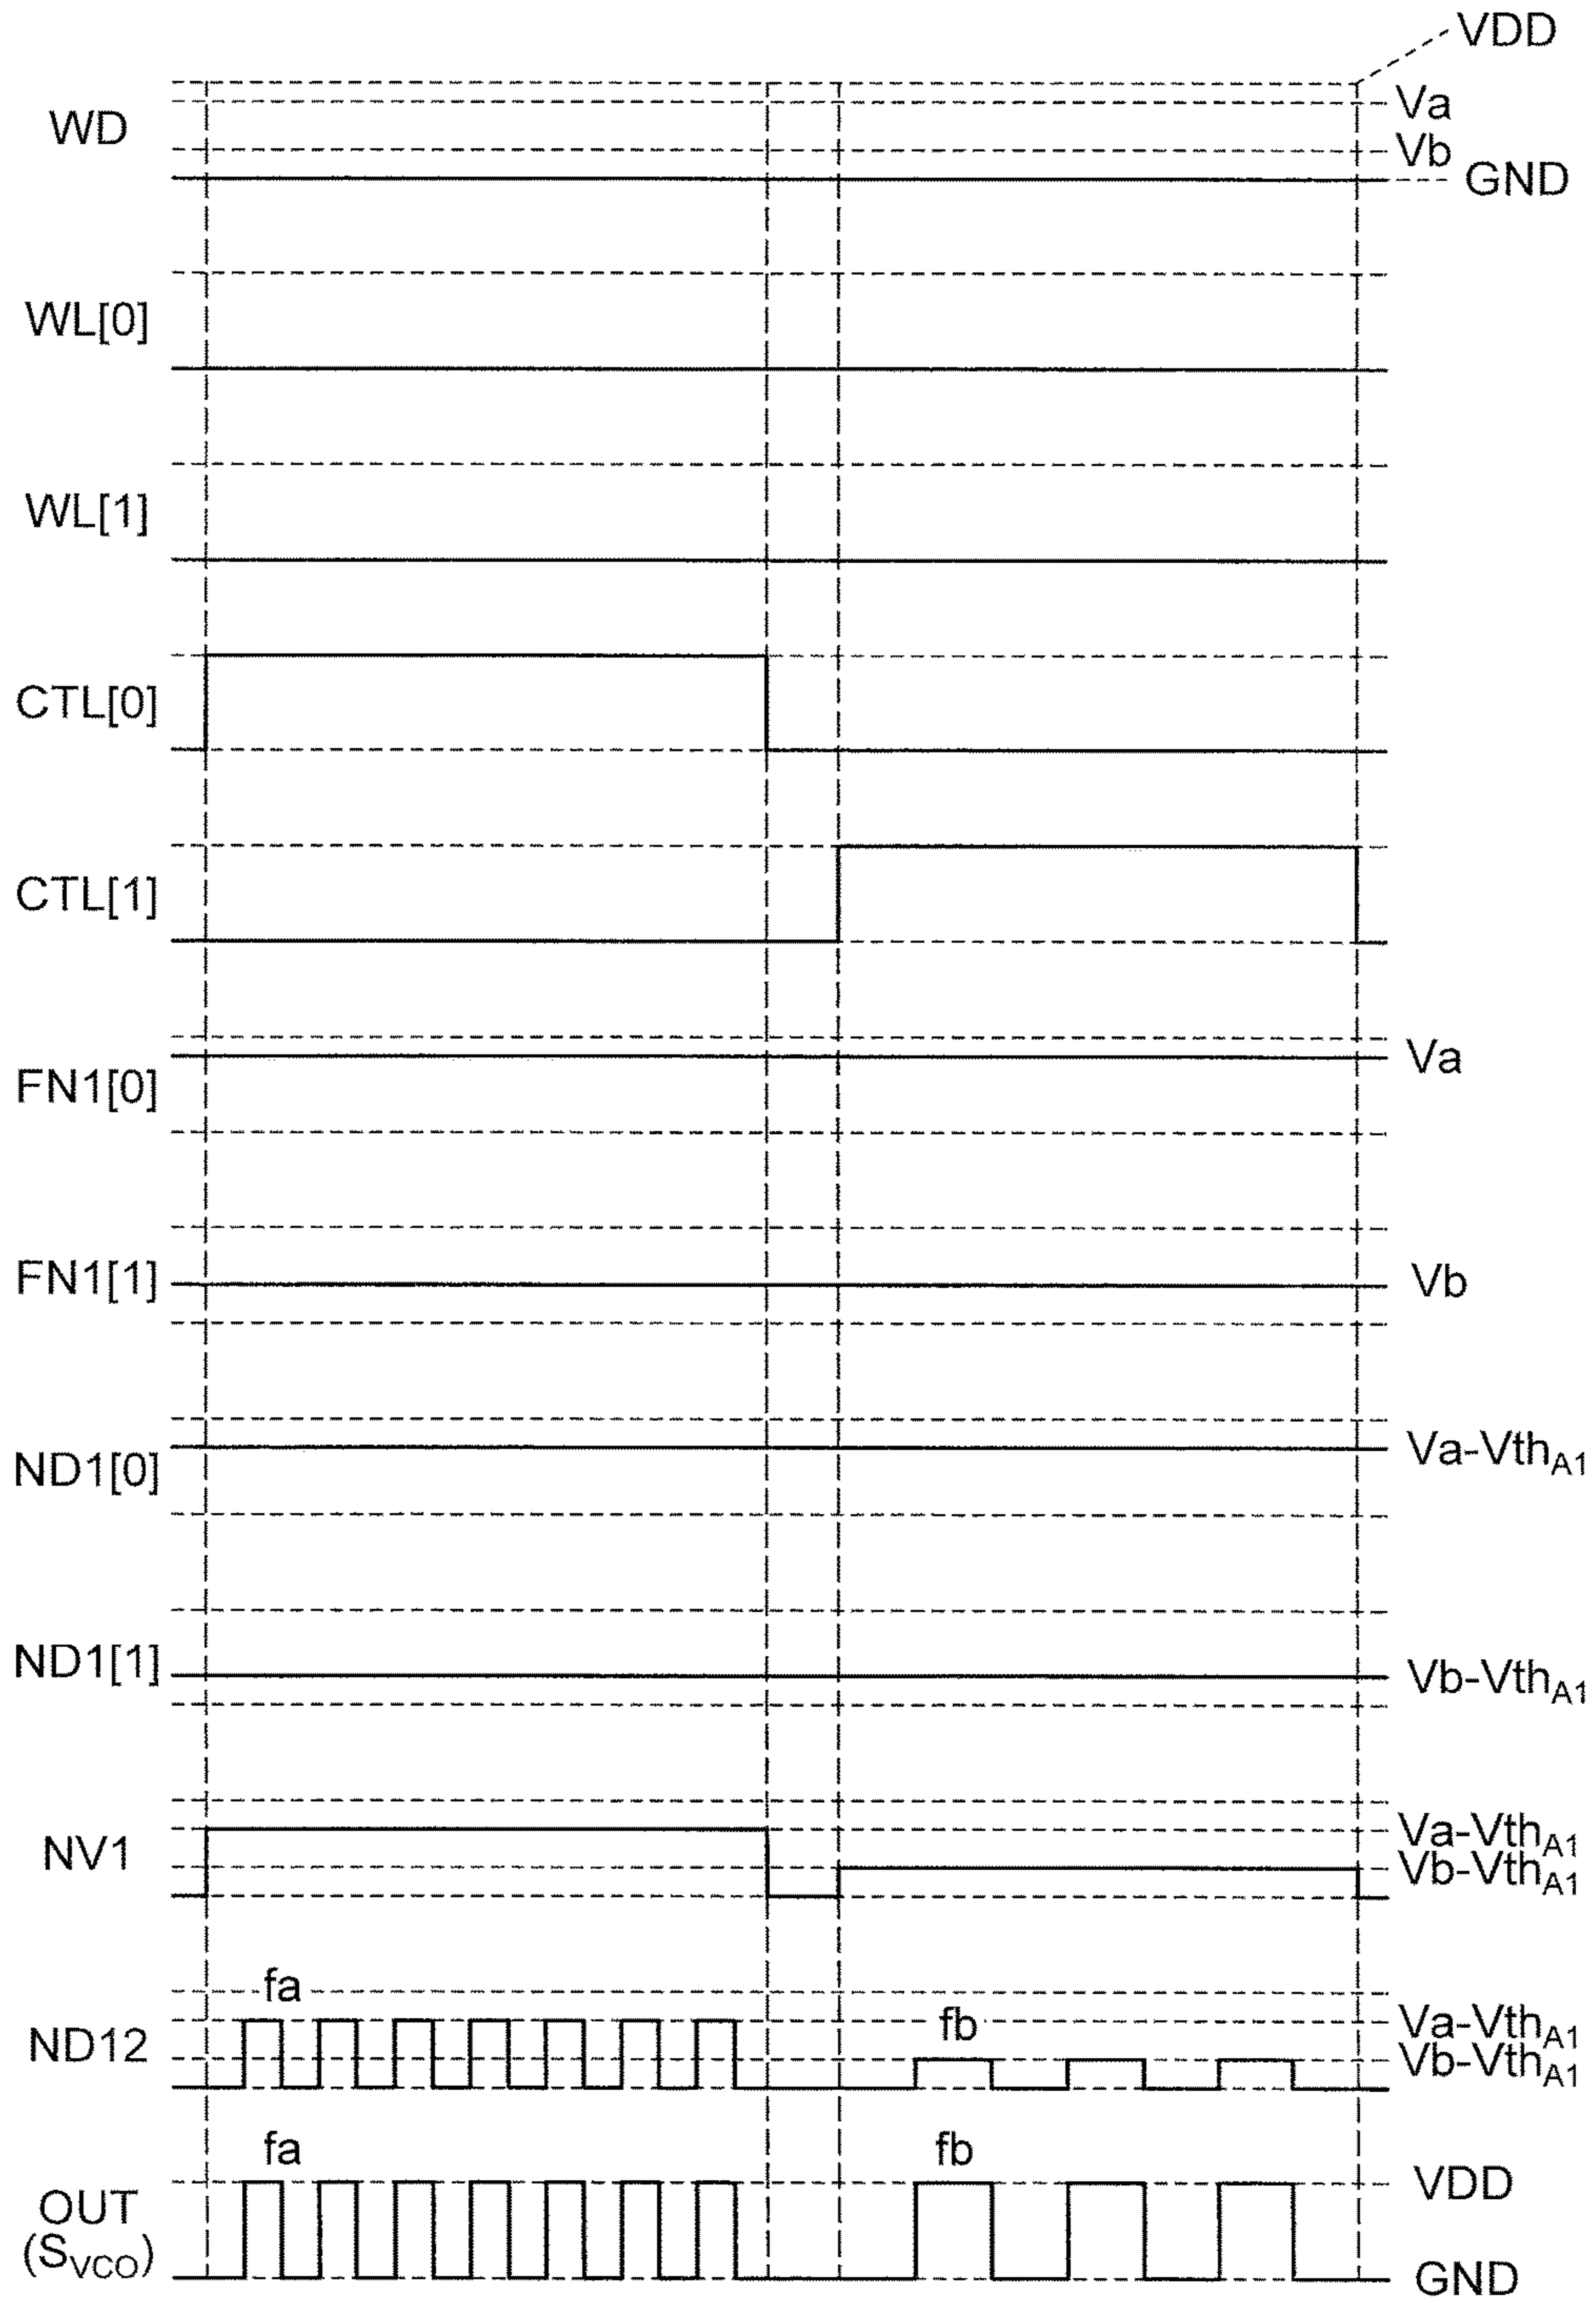 VDD
WD
Va
Vb
GND
WL[0]
WL[1]
CTL[0]
CTL[1]
FN1[0]
Va
FN1[1]
Vb
ND1[0]
Va-VthA1
ND1[1]
Vb-VthA1
NV1
Va-VthA1
Vb-VthA1
fa
fb
ND12
Va-VthA1
Vb-VthA1
fa
fb
OUT
(SVCO)
VDD
GND